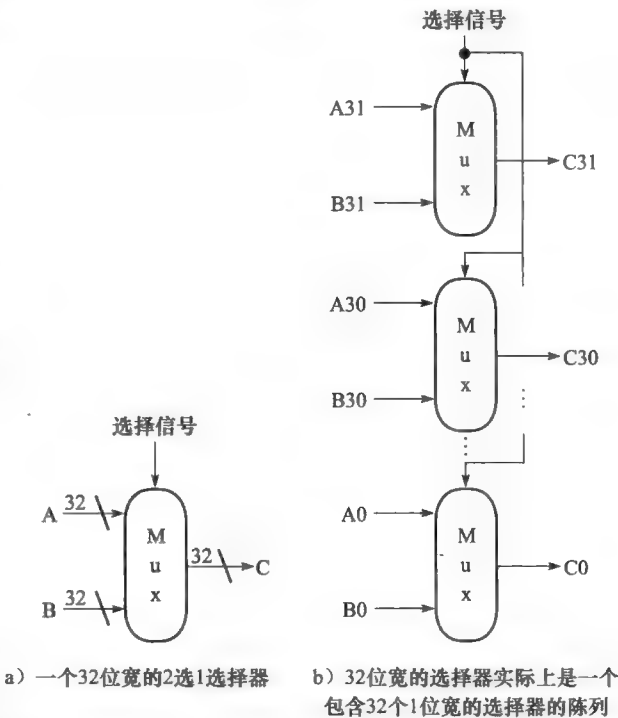 选择信号
A31
M
u
x
C31
B31
A30
M
u
x
C30
B30
选择信号
A 32
M
u
x
32 C
B 32
A0
M
u
x
C0
B0
a）一个32位宽的2选1选择器
b）32位宽的选择器实际上是一个
包含32个1位宽的选择器的陈列